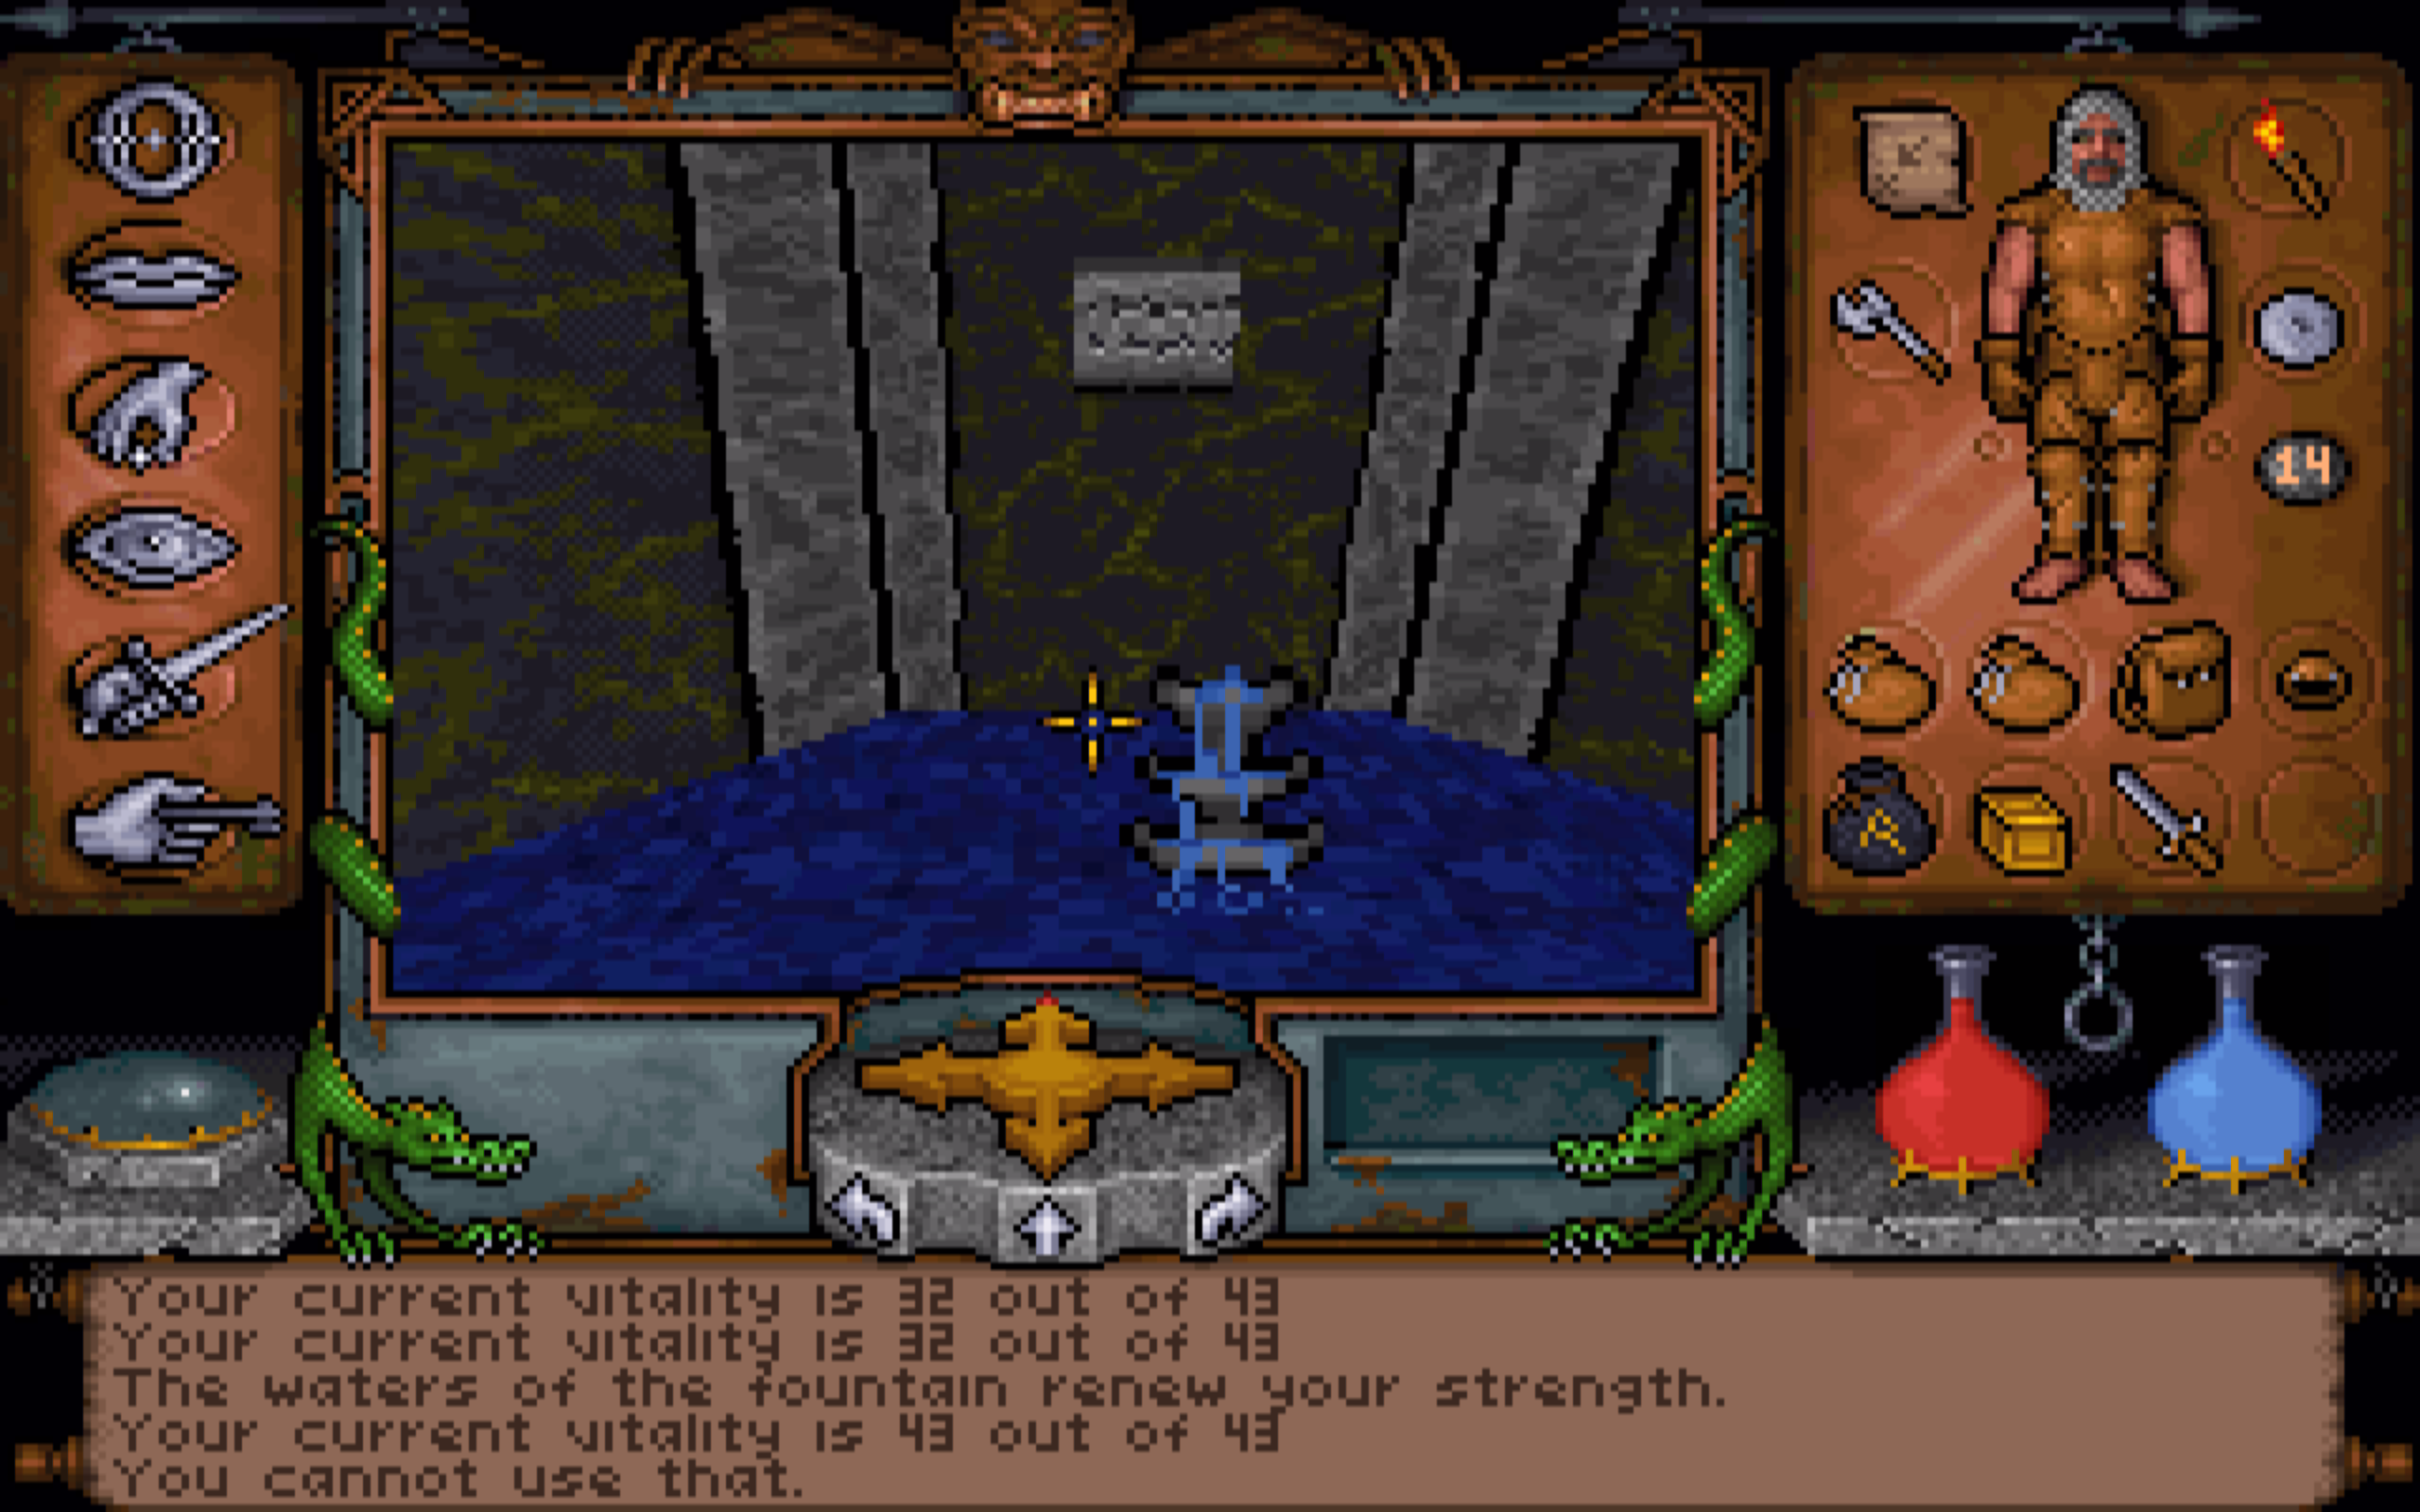 14
Your current vitality is 32 out of 43
Your current vitality is 32 out of 43
The waters of the fountain renew your strength.
Your current vitality is 43 out of 43
You cannot use that.